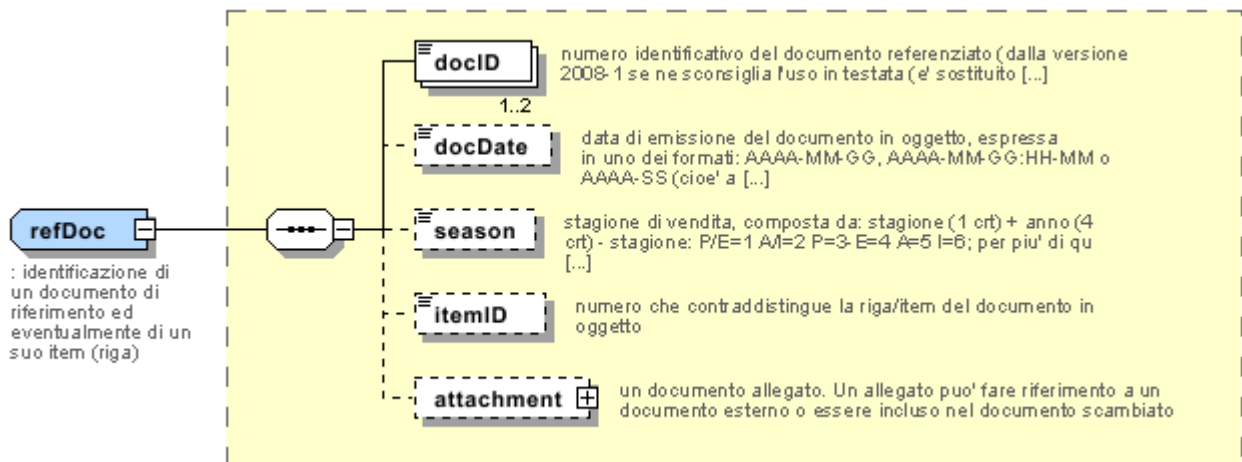 docID
numero identificativo del documento referenziato (dalla versione
2008-1 se ne sconsiglia l'uso in testata (e' sostituito [...]
1..2
docDate
data di emissione del documento in oggetto, espressa
in uno dei formati: AAAA-MM-GG, AAAA-MM-GG:HH-MM o
AAAA-SS (cioe' a [...]
refDoc
: identificazione di
un documento di
riferimento ed
eventualmente di un
suo item (riga)
season
stagione di vendita, composta da: stagione (1 crt) + anno (4
crt) - stagione: P/E=1 A/I=2 P=3- E=4 A=5 I=6; per piu' di qu
[...]
itemID
numero che contraddistingue la riga/item del documento in
oggetto
attachment
un documento allegato. Un allegato puo' fare riferimento a un
documento esterno o essere incluso nel documento scambiato